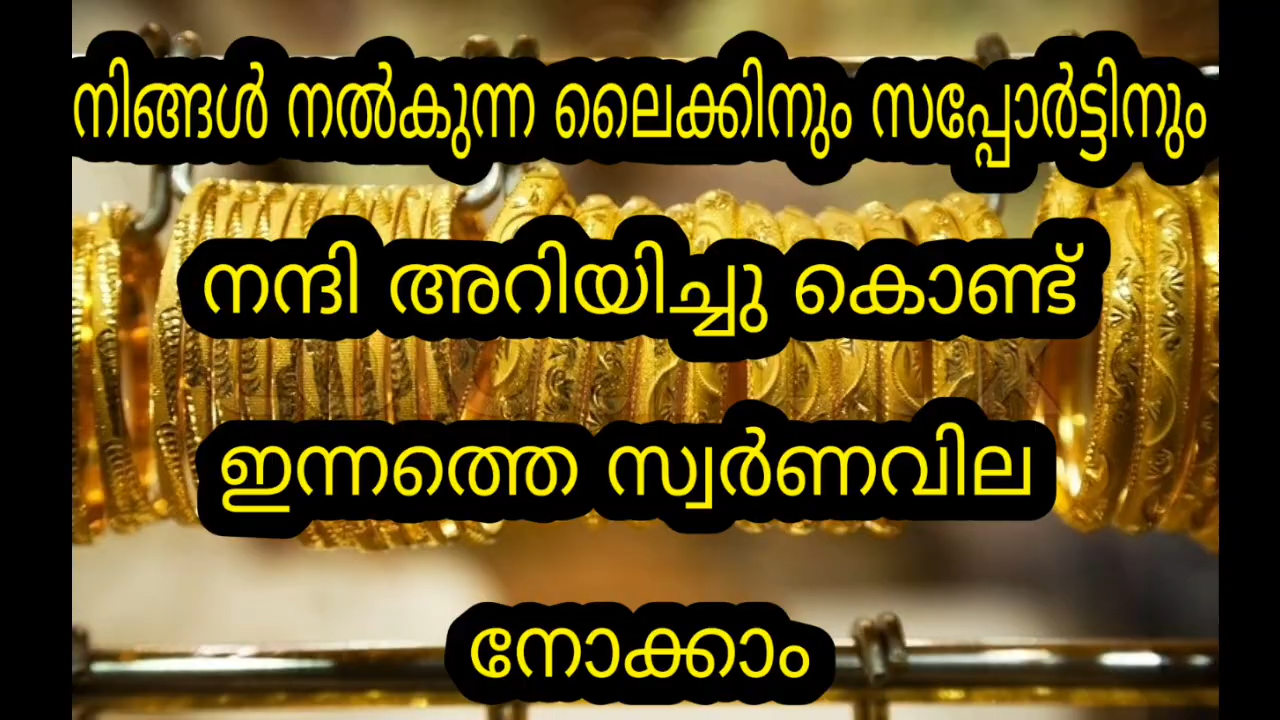 നിങ്ങൾ നൽകുന്ന ലൈക്കിനും സപ്പോർട്ടിനും
നന്ദി അറിയിച്ചു കൊണ്ട്
ഇന്നത്തെ സ്വർണവില
നോക്കാം